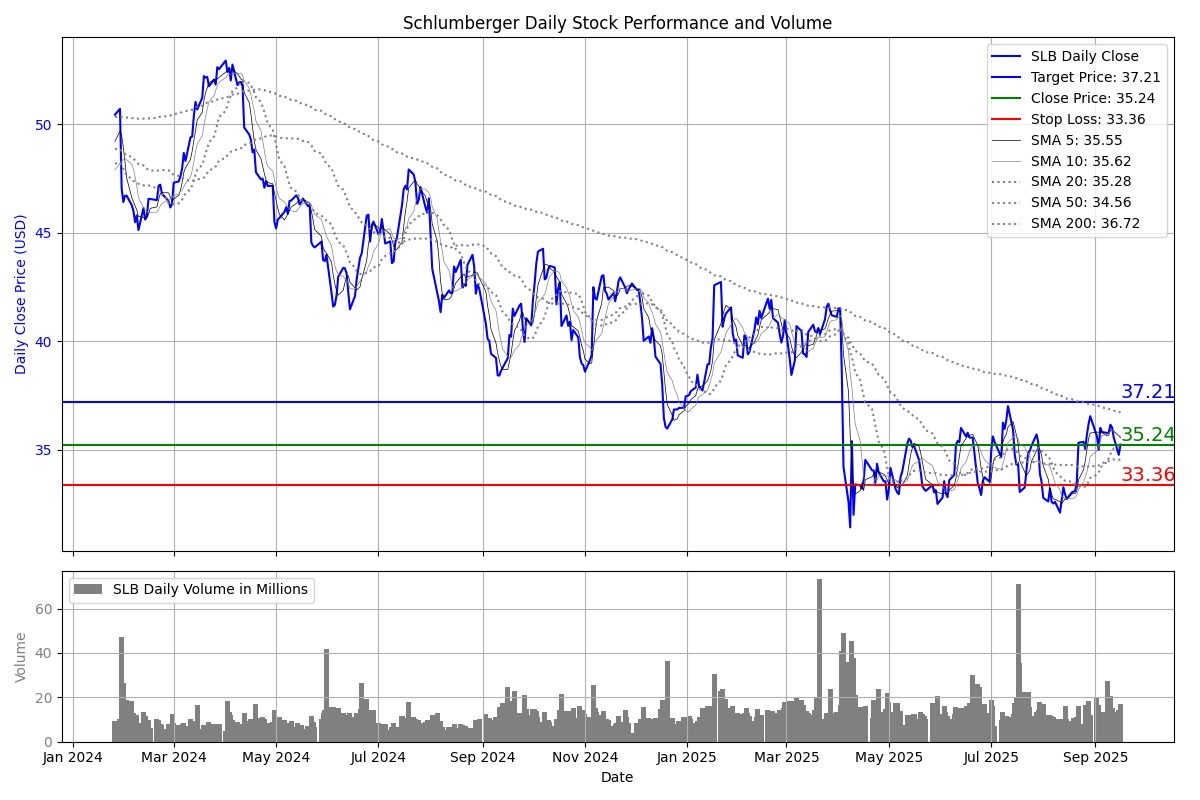 Schlumberger Daily Stock Performance and Volume
Daily Close Price (USD)
50
45
40
35
SLB Daily Close
Target Price: 37.21
Close Price: 35.24
Stop Loss: 33.36
SMA 5: 35.55
SMA 10: 35.62
SMA 20: 35.28
SMA 50: 34.56
SMA 200: 36.72
37.21
35.24
33.36
SLB Daily Volume in Millions
Volume
60
40
20
0
Jan 2024 Mar 2024 May 2024 Jul 2024 Sep 2024 Nov 2024 Jan 2025 Mar 2025 May 2025 Jul 2025 Sep 2025
Date